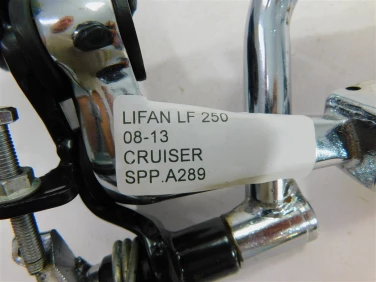 LIFAN LF 250
08-13
CRUISER
SPP.A289